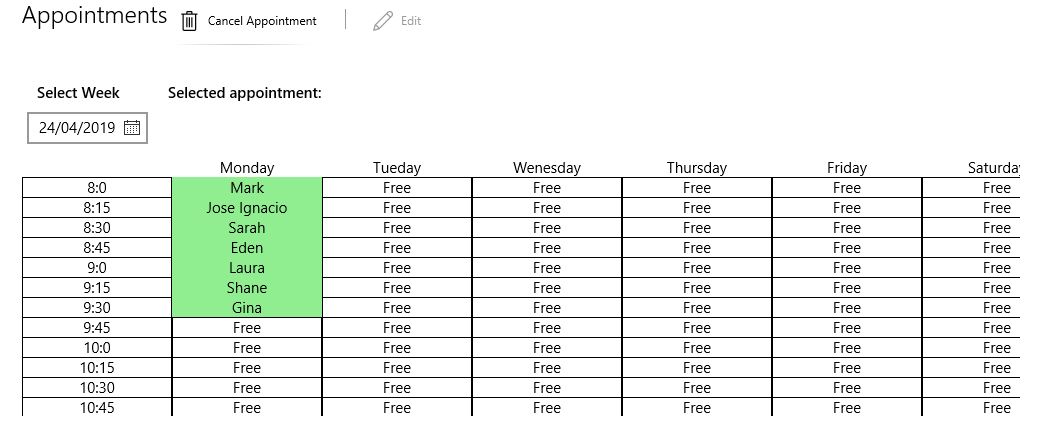 Appointments Cancel Appointment Edit
Select Week Selected appointment:
24/04/2019
Monday Tueday Wenesday Thursday Friday Saturday
8:0 Mark Free Free Free Free Free
8:15 Jose Ignacio Free Free Free Free Free
8:30 Sarah Free Free Free Free Free
8:45 Eden Free Free Free Free Free
9:0 Laura Free Free Free Free Free
9:15 Shane Free Free Free Free Free
9:30 Gina Free Free Free Free Free
9:45 Free Free Free Free Free Free
10:0 Free Free Free Free Free Free
10:15 Free Free Free Free Free Free
10:30 Free Free Free Free Free Free
10:45 Free Free Free Free Free Free